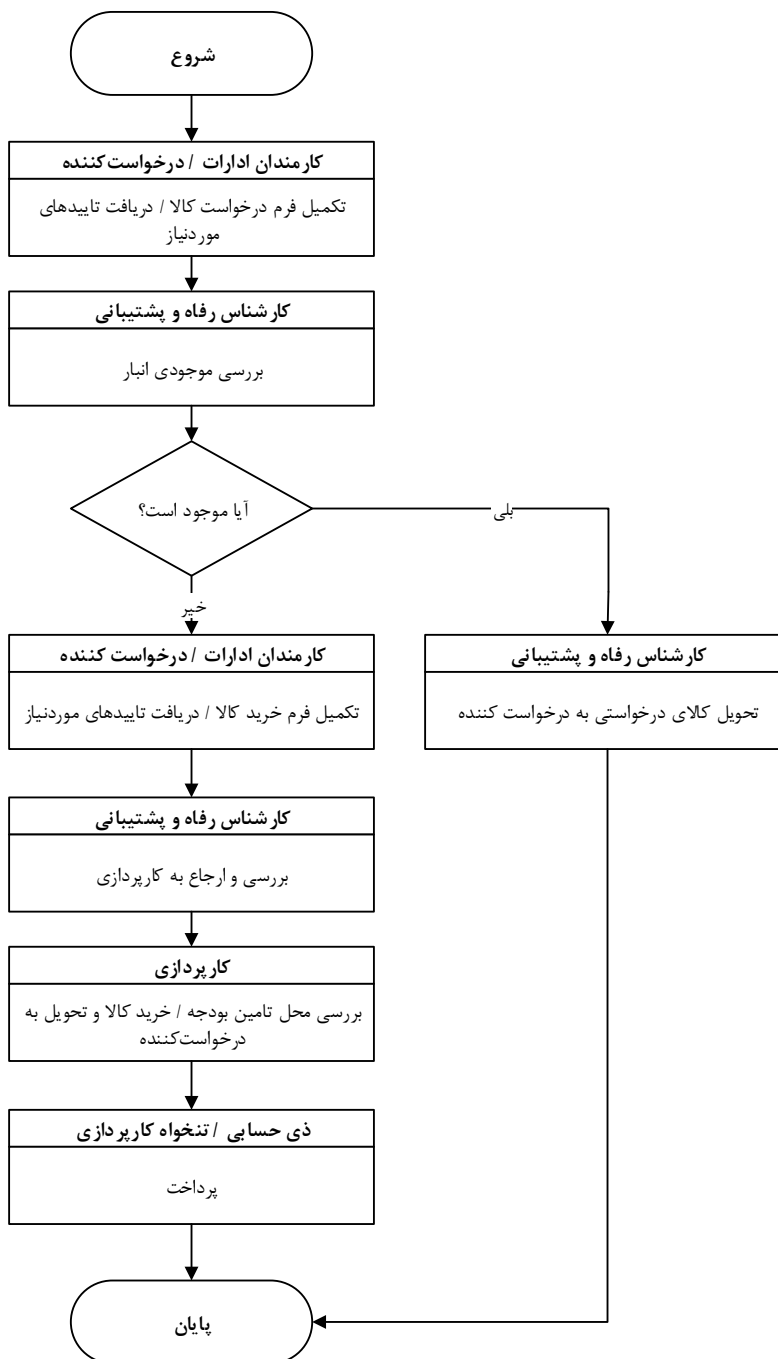 شروع
کارمندان ادارات / درخواست‌کننده
تکمیل فرم درخواست کالا / دریافت تاییدهای
موردنیاز
کارشناس رفاه و پشتیبانی
بررسی موجودی انبار
آیا موجود است؟
بلی
خیر
کارمندان ادارات / درخواست کننده
تکمیل فرم خرید کالا / دریافت تاییدهای موردنیاز
کارشناس رفاه و پشتیبانی
تحویل کالای درخواستی به درخواست کننده
کارشناس رفاه و پشتیبانی
بررسی و ارجاع به کارپردازی
کارپردازی
بررسی محل تامین بودجه / خرید کالا و تحویل به
درخواست‌کننده
ذی حسابی / تنخواه کارپردازی
پرداخت
پایان